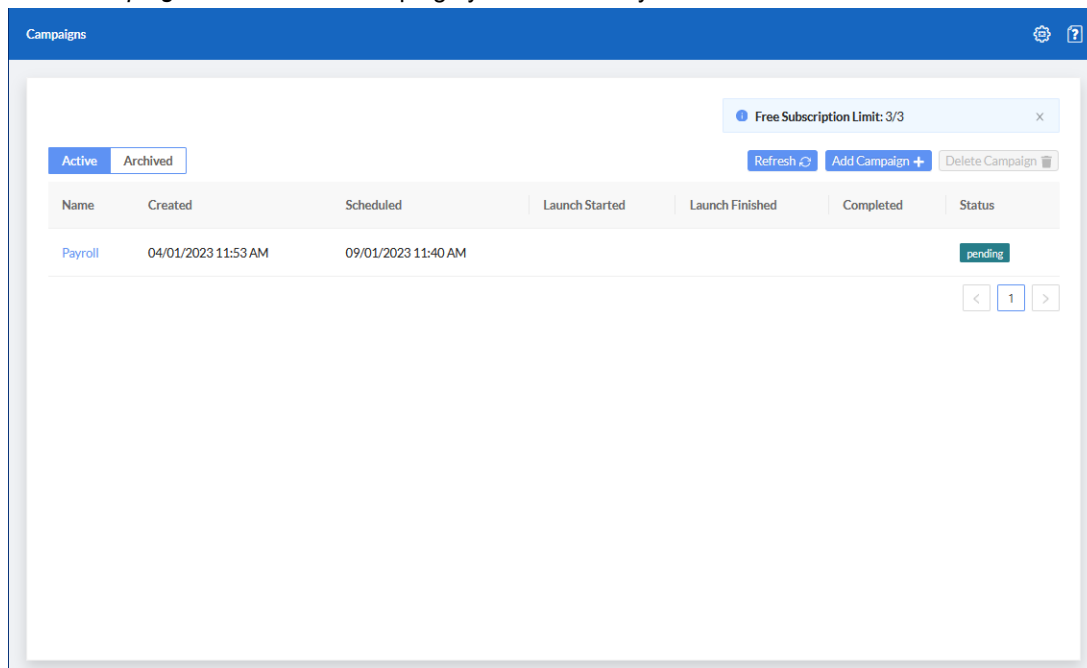 Campaigns
Free Subscription Limit: 3/3
Active Archived Refresh Add Campaign + Delete Campaign
Name Created Scheduled Launch Started Launch Finished Completed Status
Payroll 04/01/2023 11:53 AM 09/01/2023 11:40 AM pending
< 1 >